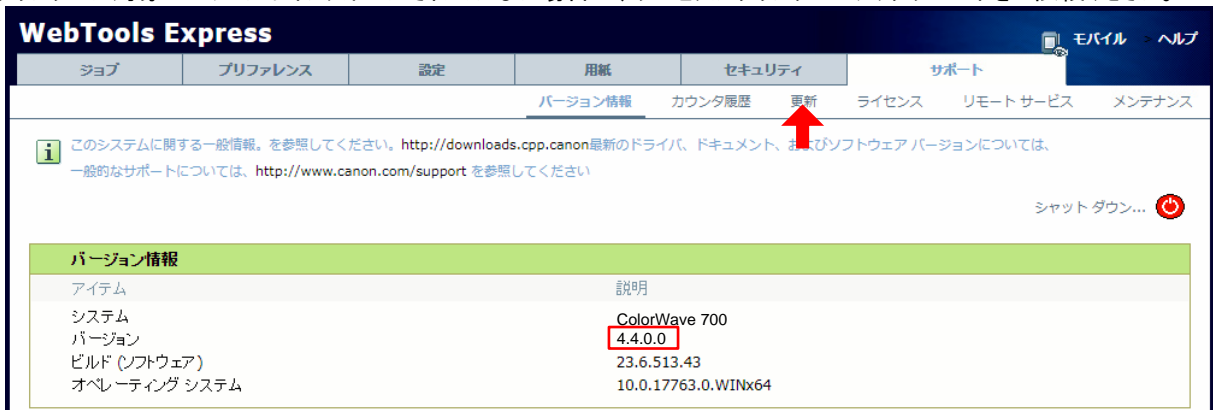 WebTools Express
モバイル ヘルプ
ジョブ プリファレンス 設定 用紙 セキュリティ サポート
バージョン情報 カウンタ履歴 更新 ライセンス リモート サービス メンテナンス
このシステムに関する一般情報。を参照してください。http://downloads.cpp.canon最新のドライバ、ドキュメント、およびソフトウェア バージョンについては、
一般的なサポートについては、http://www.canon.com/support を参照してください
シャット ダウン...
バージョン情報
アイテム 説明
システム ColorWave 700
バージョン 4.4.0.0
ビルド (ソフトウェア) 23.6.513.43
オペレーティング システム 10.0.17763.0.WINx64